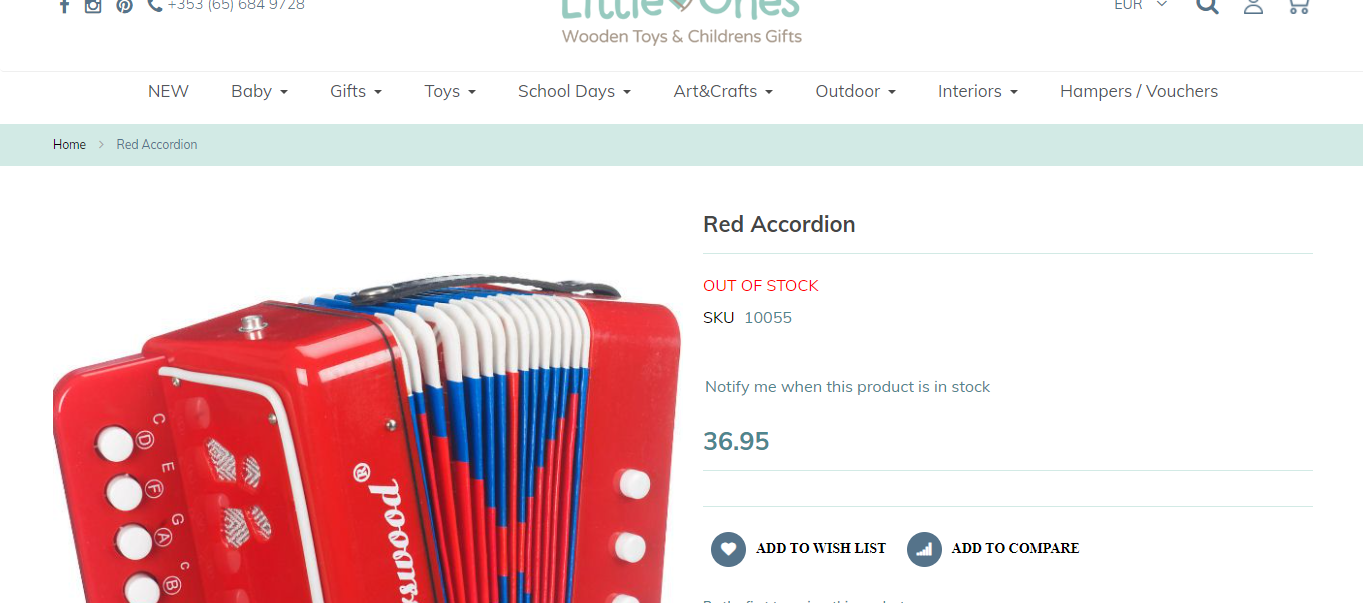 +353 (65) 684 9728
Little Ones
Wooden Toys & Childrens Gifts
EUR
NEW Baby Gifts Toys School Days Art&Crafts Outdoor Interiors Hampers / Vouchers
Home > Red Accordion
Red Accordion
OUT OF STOCK
SKU 10055
Notify me when this product is in stock
36.95
ADD TO WISH LIST ADD TO COMPARE
C
D
E
F
G
A
C
B
®